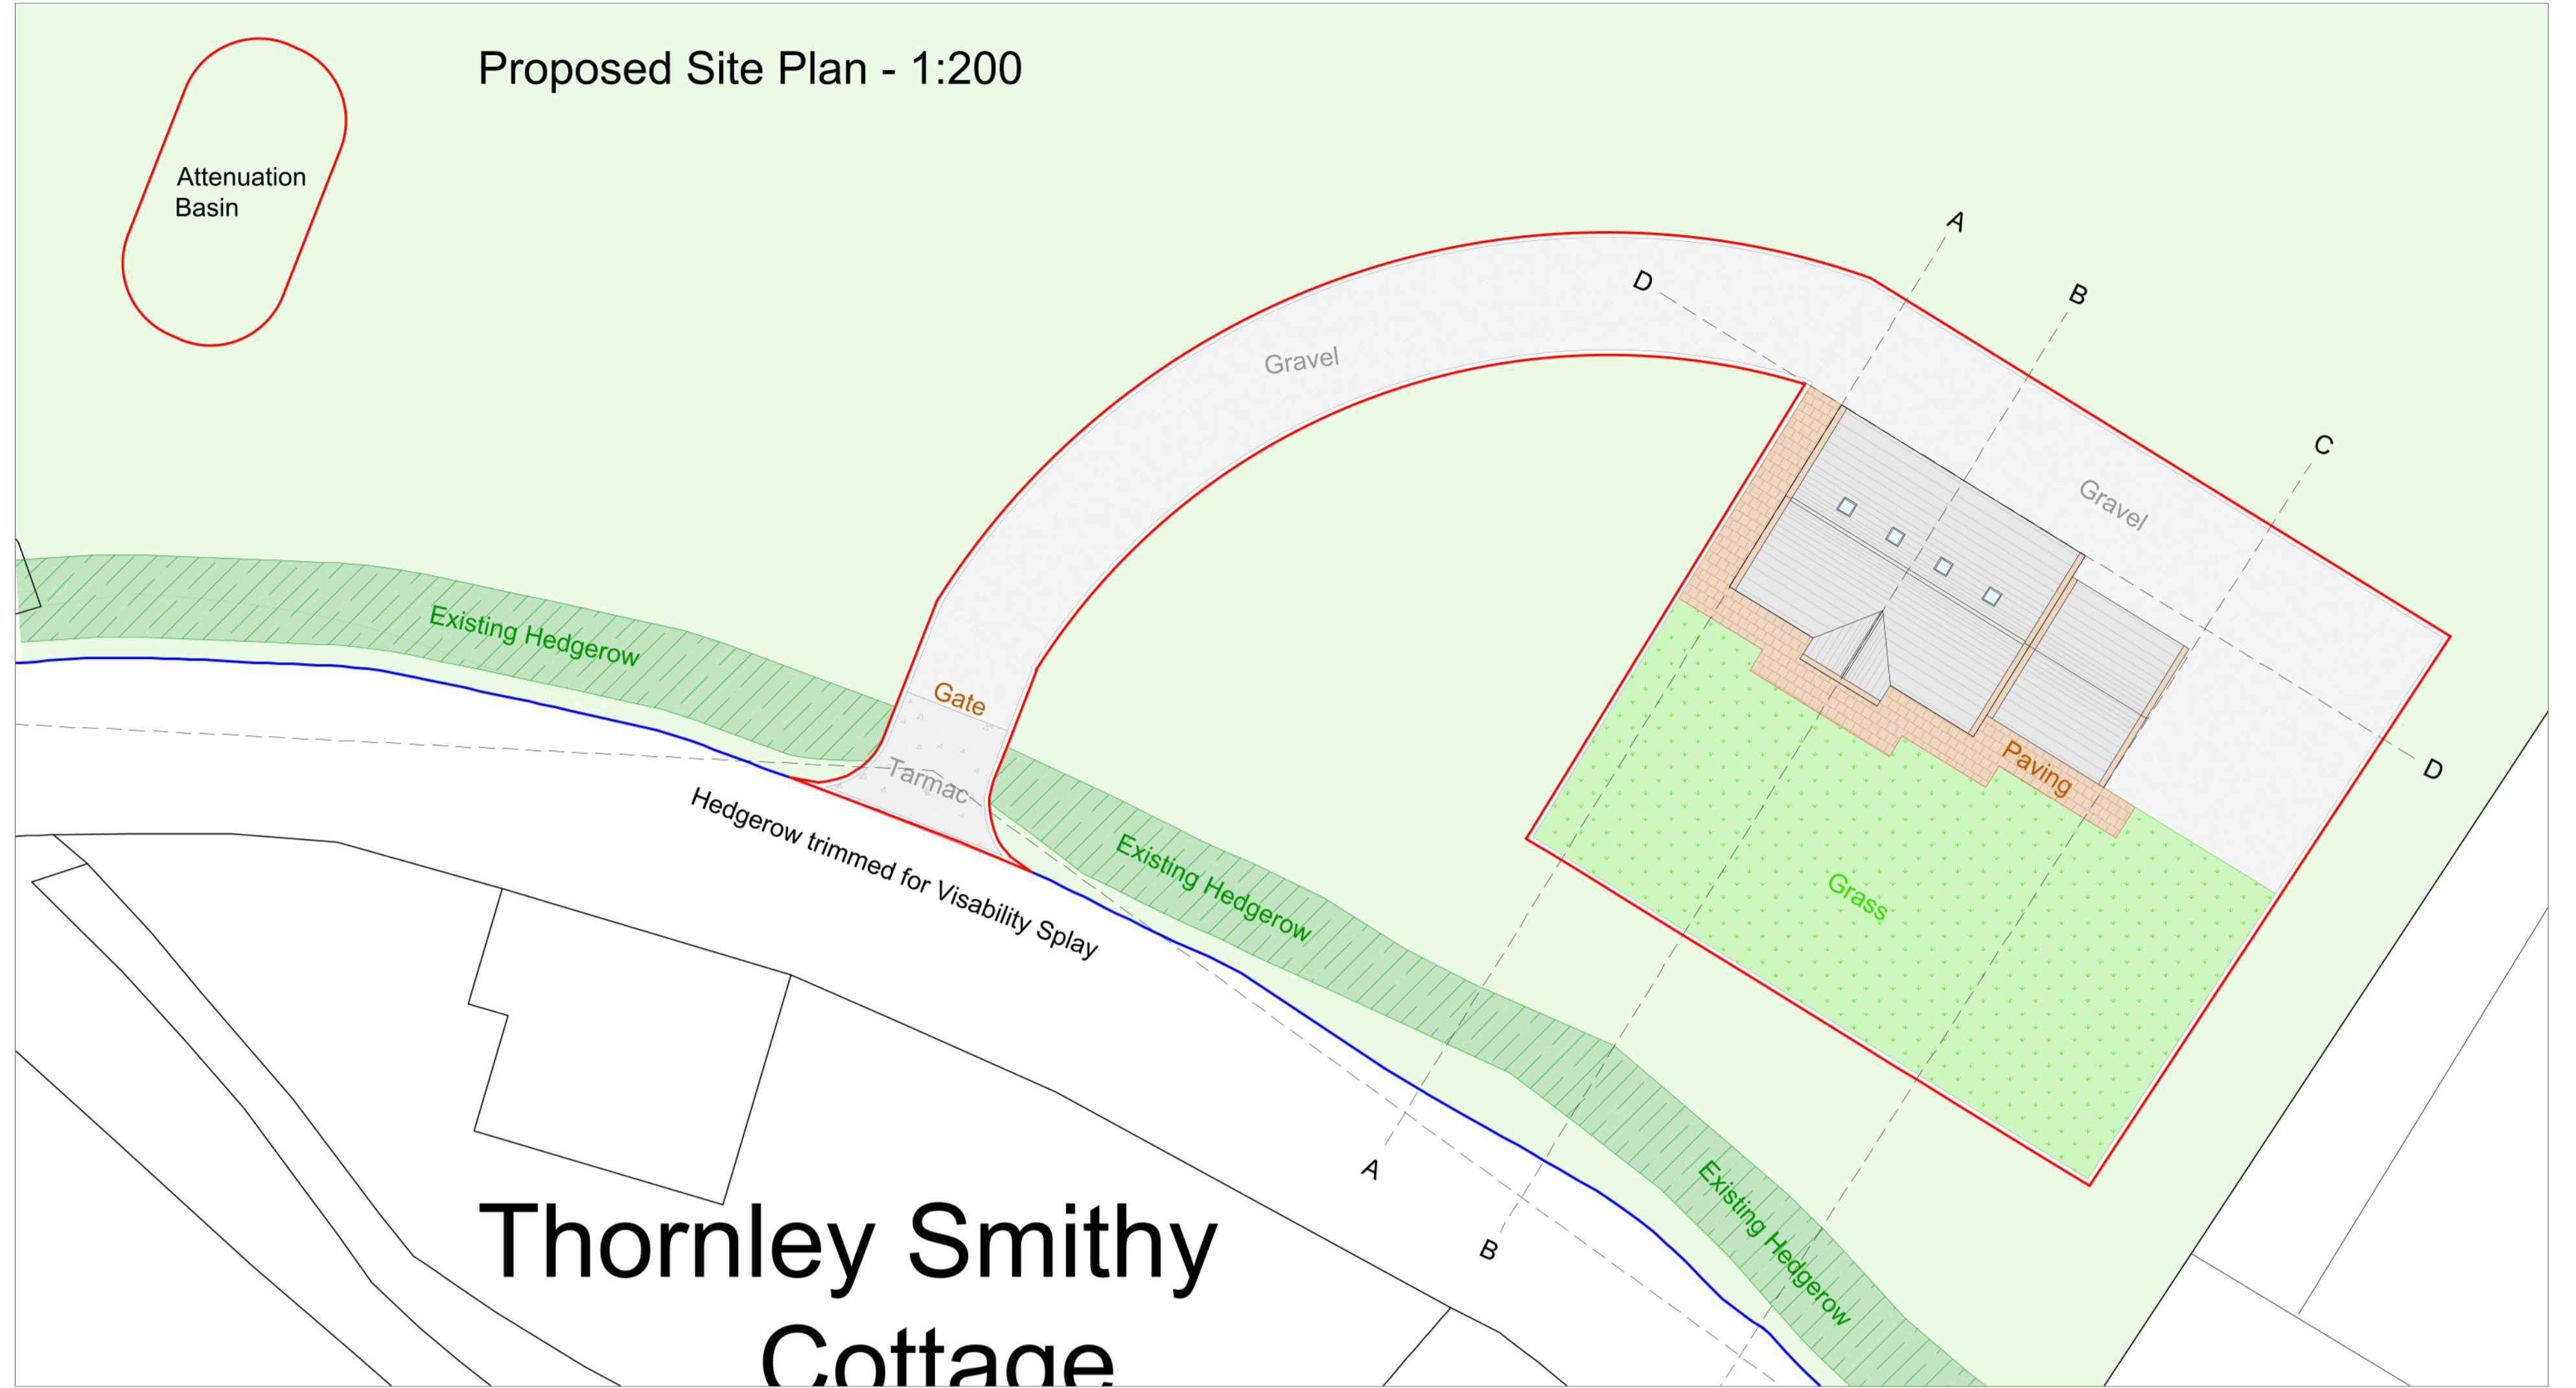 Proposed Site Plan - 1:200
Attenuation
Basin
A
D
B
Gravel
C
Gravel
Existing Hedgerow
Gate
Tarmac
Paving
D
Hedgerow trimmed for Visability Splay
Existing Hedgerow
Grass
A
Existing Hedgerow
B
Thornley Smithy
Cottage